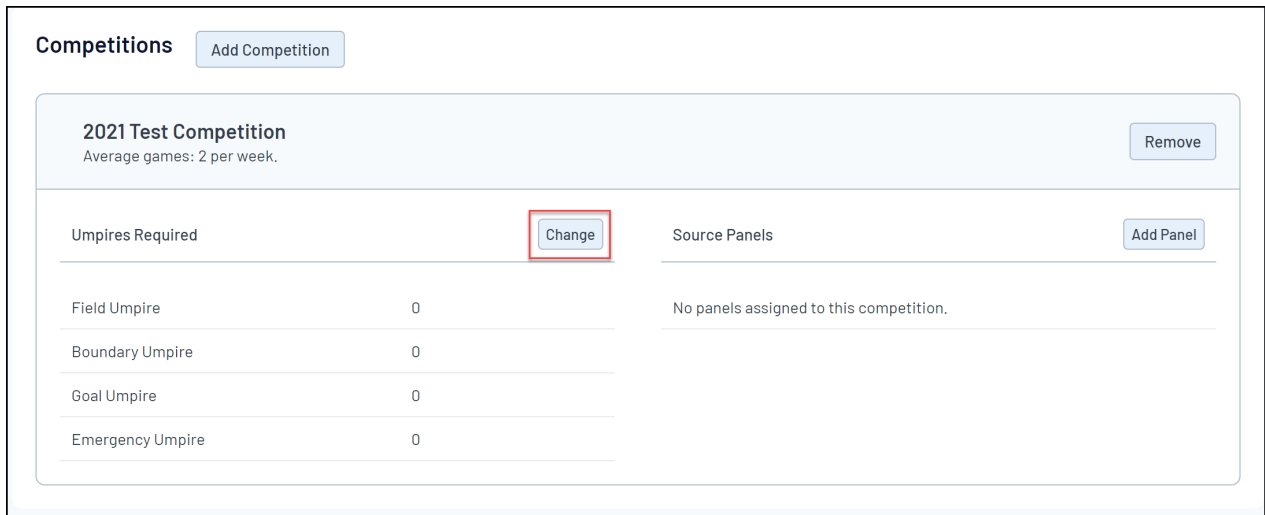 Competitions Add Competition
2021 Test Competition
Average games: 2 per week.
Remove
Umpires Required Change
Field Umpire 0
Boundary Umpire 0
Goal Umpire 0
Emergency Umpire 0
Source Panels Add Panel
No panels assigned to this competition.